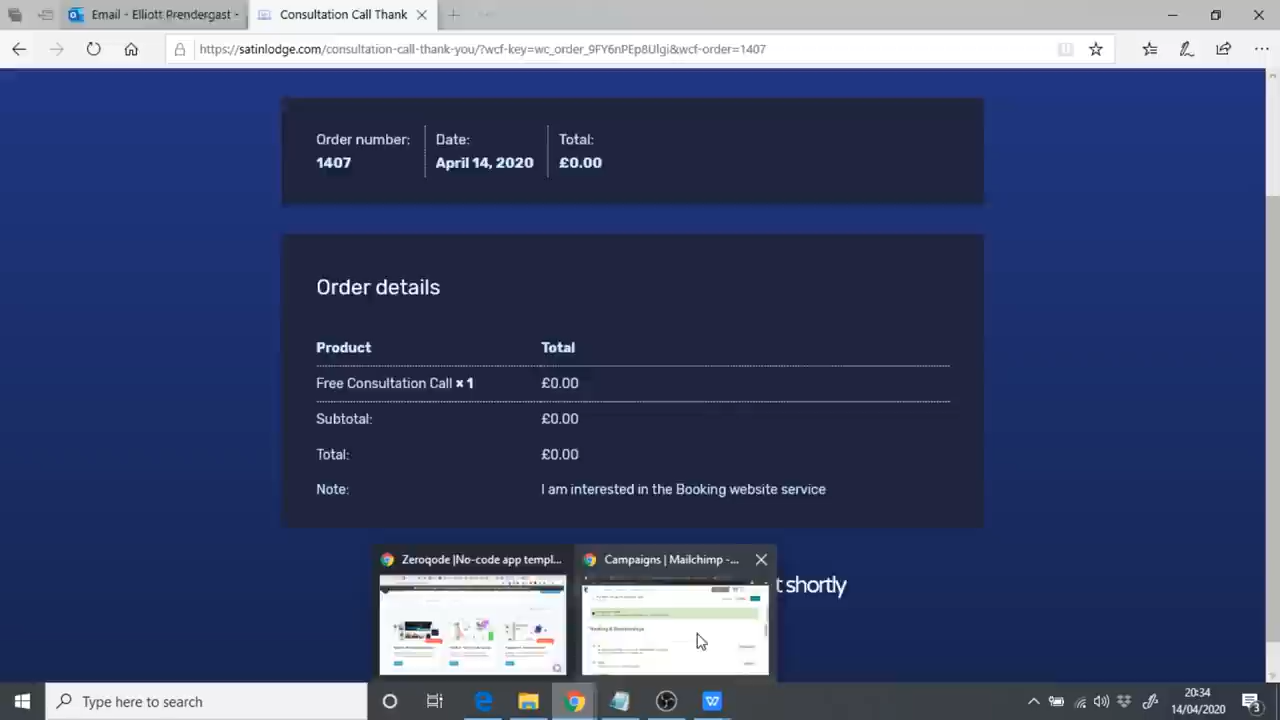 Email - Elliott Prendergast -
Consultation Call Thank
https://satinlodge.com/consultation-call-thank-you/?wcf-key=wc_order_9FY6nPEp8Ulgi&wcf-order=1407
Order number:
1407
Date:
April 14, 2020
Total:
£0.00
Order details
Product Total
Free Consultation Call × 1 £0.00
Subtotal: £0.00
Total: £0.00
Note: I am interested in the Booking website service
Zeroqode |No-code app templ...
Campaigns | Mailchimp -...
t shortly
Type here to search
20:34
14/04/2020
3